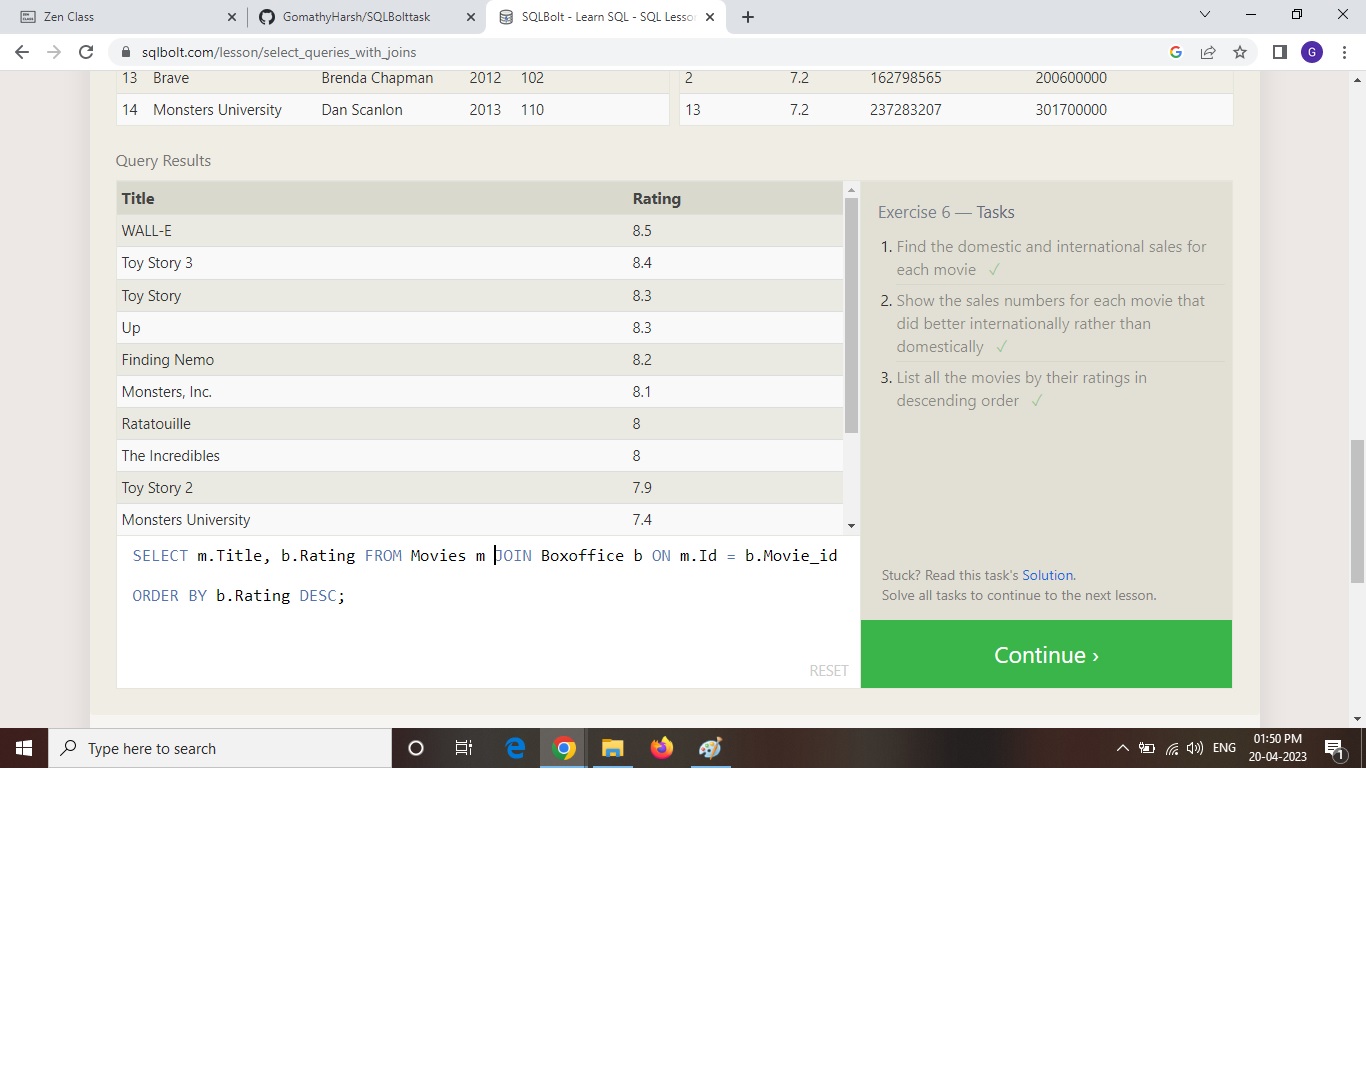 Zen Class
GomathyHarsh/SQLBolttask
SQLBolt - Learn SQL - SQL Lesso
sqlbolt.com/lesson/select_queries_with_joins
G
13 Brave Brenda Chapman 2012 102 2 7.2 162798565 200600000
14 Monsters University Dan Scanlon 2013 110 13 7.2 237283207 301700000
Query Results
Title Rating
WALL-E 8.5
Toy Story 3 8.4
Toy Story 8.3
Up 8.3
Finding Nemo 8.2
Monsters, Inc. 8.1
Ratatouille 8
The Incredibles 8
Toy Story 2 7.9
Monsters University 7.4
SELECT m.Title, b.Rating FROM Movies m JOIN Boxoffice b ON m.Id = b.Movie_id
ORDER BY b.Rating DESC;
RESET
Exercise 6 — Tasks
1. Find the domestic and international sales for
each movie ✓
2. Show the sales numbers for each movie that
did better internationally rather than
domestically ✓
3. List all the movies by their ratings in
descending order ✓
Stuck? Read this task's Solution.
Solve all tasks to continue to the next lesson.
Continue ›
Type here to search
ENG
01:50 PM
20-04-2023
1